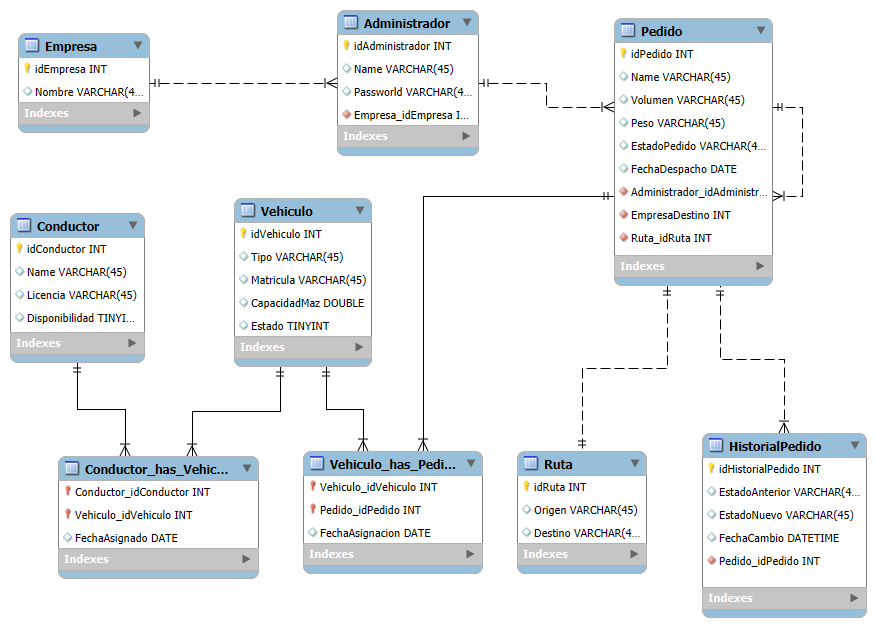 Empresa
idEmpresa INT
Nombre VARCHAR(4...
Indexes
Administrador
idAdministrador INT
Name VARCHAR(45)
Passworld VARCHAR(4...
Empresa_idEmpresa I...
Indexes
Pedido
idPedido INT
Name VARCHAR(45)
Volumen VARCHAR(45)
Peso VARCHAR(45)
EstadoPedido VARCHAR(4...
FechaDespacho DATE
Administrador_idAdministr...
EmpresaDestino INT
Ruta_idRuta INT
Indexes
Conductor
idConductor INT
Name VARCHAR(45)
Licencia VARCHAR(45)
Disponibilidad TINYI...
Indexes
Vehiculo
idVehiculo INT
Tipo VARCHAR(45)
Matricula VARCHAR(45)
CapacidadMaz DOUBLE
Estado TINYINT
Indexes
Conductor_has_Vehic...
Conductor_idConductor INT
Vehiculo_idVehiculo INT
FechaAsignado DATE
Indexes
Vehiculo_has_Pedi...
Vehiculo_idVehiculo INT
Pedido_idPedido INT
FechaAsignacion DATE
Indexes
Ruta
idRuta INT
Origen VARCHAR(45)
Destino VARCHAR(4...
Indexes
HistorialPedido
idHistorialPedido INT
EstadoAnterior VARCHAR(4...
EstadoNuevo VARCHAR(45)
FechaCambio DATETIME
Pedido_idPedido INT
Indexes